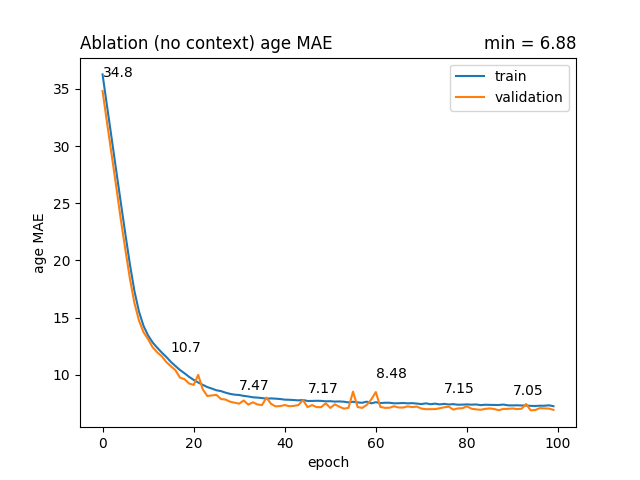 Ablation (no context) age MAE min = 6.88
train
validation
34.8
10.7
7.47
7.17
8.48
7.15
7.05
35
30
25
20
15
10
age MAE
0 20 40 60 80 100
epoch